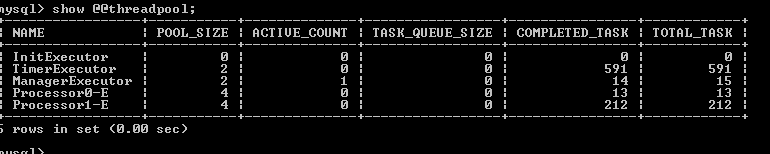 mysql> show @@threadpool;
NAME | POOL_SIZE | ACTIVE_COUNT | TASK_QUEUE_SIZE | COMPLETED_TASK | TOTAL_TASK
InitExecutor | 0 | 0 | 0 | 0 | 0
TimerExecutor | 2 | 0 | 0 | 591 | 591
ManagerExecutor | 2 | 1 | 0 | 14 | 15
Processor0-E | 4 | 0 | 0 | 13 | 13
Processor1-E | 4 | 0 | 0 | 212 | 212
5 rows in set (0.00 sec)
mysql>